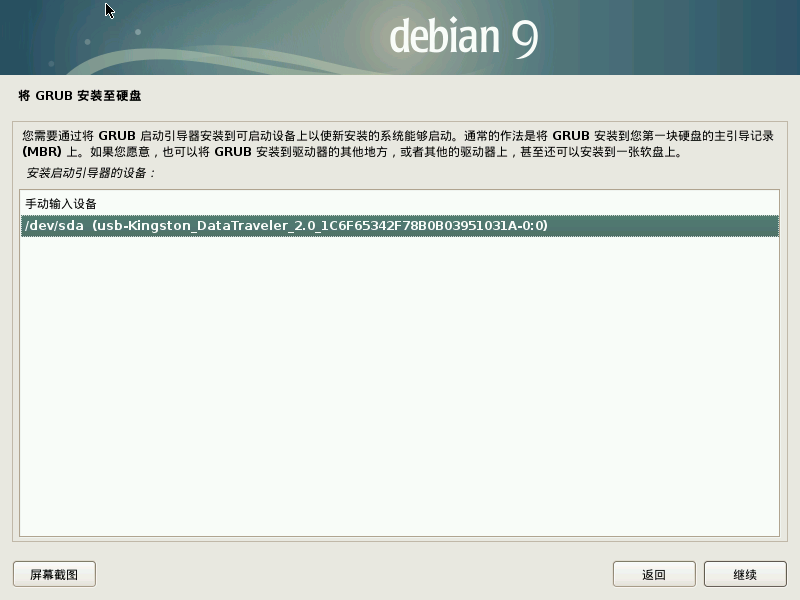 debian 9
将 GRUB 安装至硬盘
您需要通过将 GRUB 启动引导器安装到可启动设备上以使新安装的系统能够启动。通常的作法是将 GRUB 安装到您第一块硬盘的主引导记录
(MBR) 上。如果您愿意，也可以将 GRUB 安装到驱动器的其他地方，或者其他的驱动器上，甚至还可以安装到一张软盘上。
安装启动引导器的设备：
手动输入设备
/dev/sda (usb-Kingston_DataTraveler_2.0_1C6F65342F78B0B03951031A-0:0)
屏幕截图
返回
继续